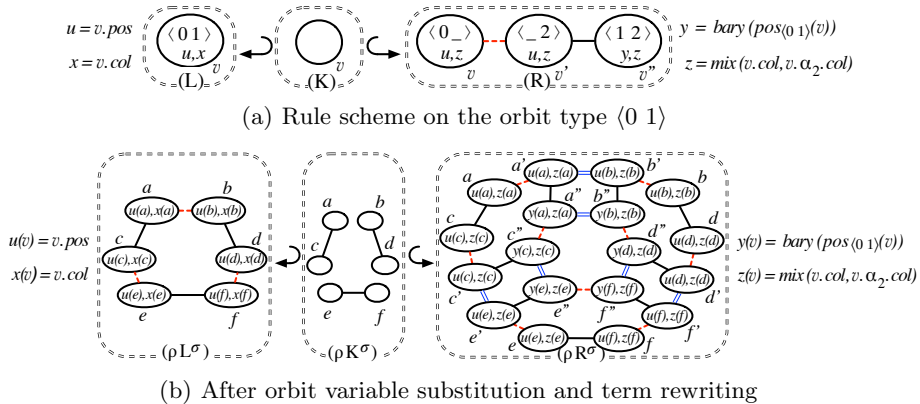 u = v.pos
x = v.col
⟨0 1⟩
u,x
v
(L)
v
(K)
⟨0 _⟩
u,z
v
⟨_ 2⟩
u,z
v'
⟨1 2⟩
y,z
v"
(R)
y = bary(pos⟨0 1⟩(v))
z = mix(v.col, v.α2.col)
(a) Rule scheme on the orbit type ⟨0 1⟩
u(v) = v.pos
x(v) = v.col
a b
u(a),x(a) u(b),x(b)
c d
u(c),x(c) u(d),x(d)
u(e),x(e) u(f),x(f)
e f
(ρLσ)
a b
c d
e f
(ρKσ)
a' b'
u(a),z(a) u(b),z(b)
a b
u(a),z(a) u(b),z(b)
a" b"
y(a),z(a) y(b),z(b)
c c" d" d
u(c),z(c) y(c),z(c) y(d),z(d) u(d),z(d)
u(c),z(c) u(d),z(d)
c' d'
y(e),z(e) y(f),z(f)
e" f"
u(e),z(e) u(f),z(f)
e' f'
e u(e),z(e) u(f),z(f) f
(ρRσ)
y(v) = bary(pos⟨0 1⟩(v))
z(v) = mix(v.col, v.α2.col)
(b) After orbit variable substitution and term rewriting